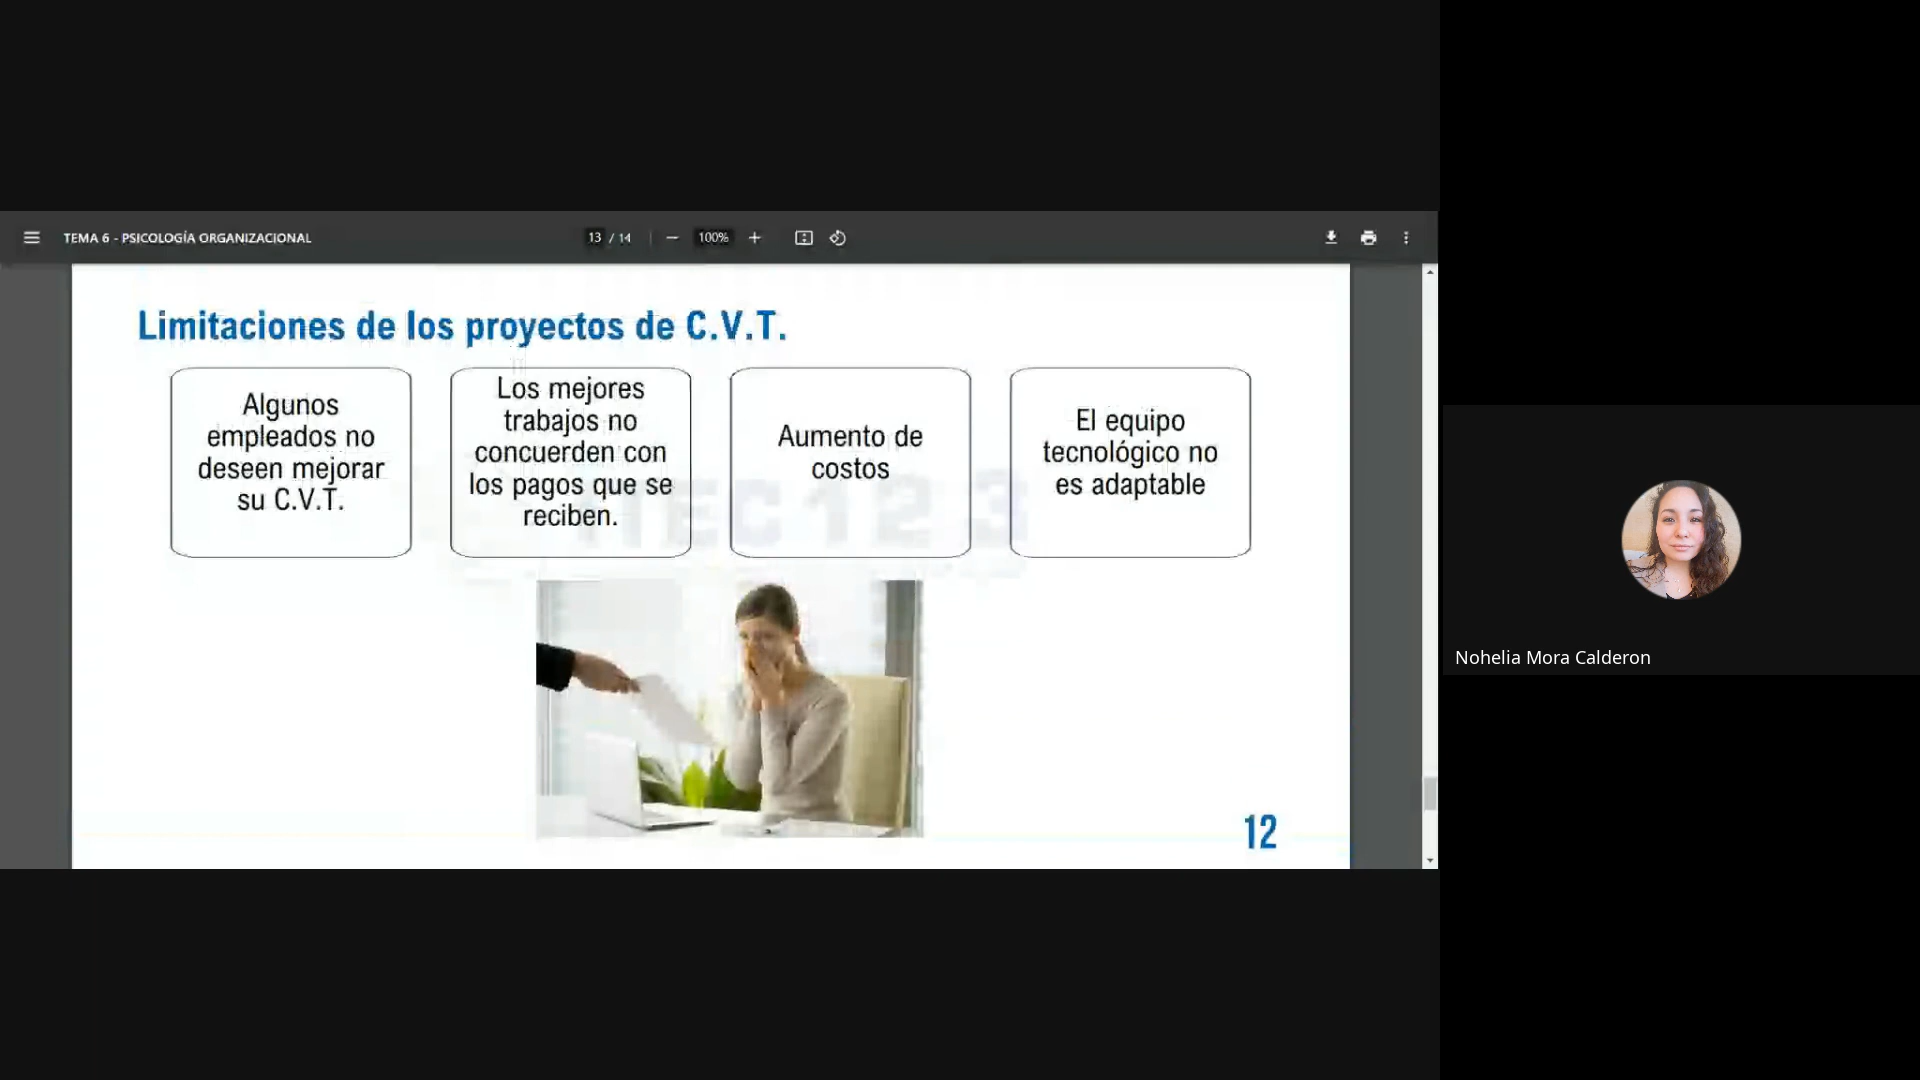 TEMA 6 - PSICOLOGÍA ORGANIZACIONAL
13 / 14
100%
Limitaciones de los proyectos de C.V.T.
Algunos
empleados no
deseen mejorar
su C.V.T.
Los mejores
trabajos no
concuerden con
los pagos que se
reciben.
Aumento de
costos
El equipo
tecnológico no
es adaptable
12
Nohelia Mora Calderon